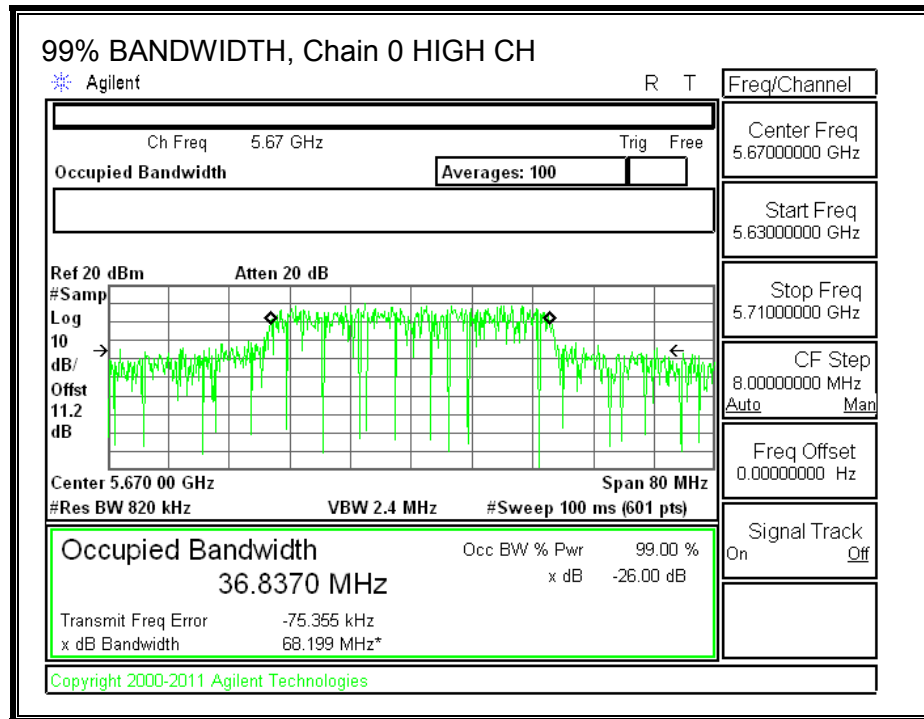 99% BANDWIDTH, Chain 0 HIGH CH
Agilent R T
Ch Freq 5.67 GHz Trig Free
Occupied Bandwidth Averages: 100
Ref 20 dBm Atten 20 dB
#Samp
Log
10
dB/
Offst
11.2
dB
Center 5.670 00 GHz Span 80 MHz
#Res BW 820 kHz VBW 2.4 MHz #Sweep 100 ms (601 pts)
Occupied Bandwidth Occ BW % Pwr 99.00 %
36.8370 MHz x dB -26.00 dB
Transmit Freq Error -75.355 kHz
x dB Bandwidth 68.199 MHz*
Copyright 2000-2011 Agilent Technologies
Freq/Channel
Center Freq
5.67000000 GHz
Start Freq
5.63000000 GHz
Stop Freq
5.71000000 GHz
CF Step
8.00000000 MHz
Auto Man
Freq Offset
0.00000000 Hz
Signal Track
On Off